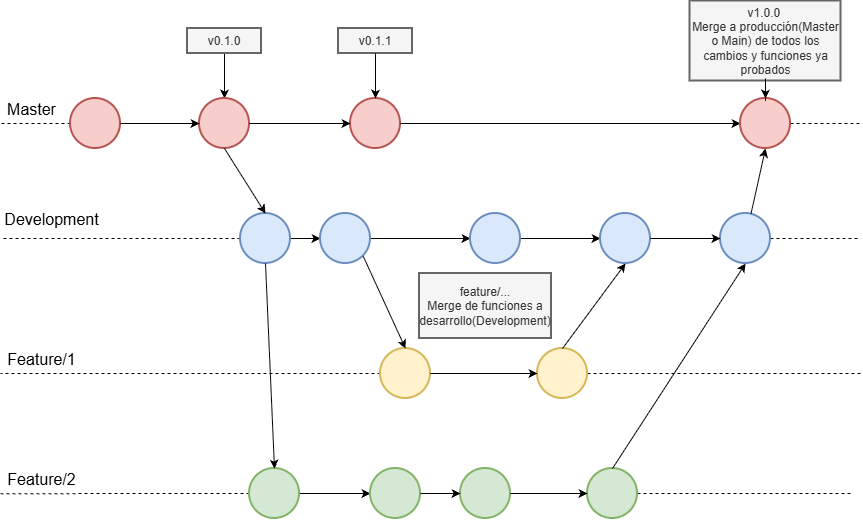 v1.0.0
Merge a producción(Master
o Main) de todos los
cambios y funciones ya
probados
v0.1.0
v0.1.1
Master
Development
feature/...
Merge de funciones a
desarrollo(Development)
Feature/1
Feature/2